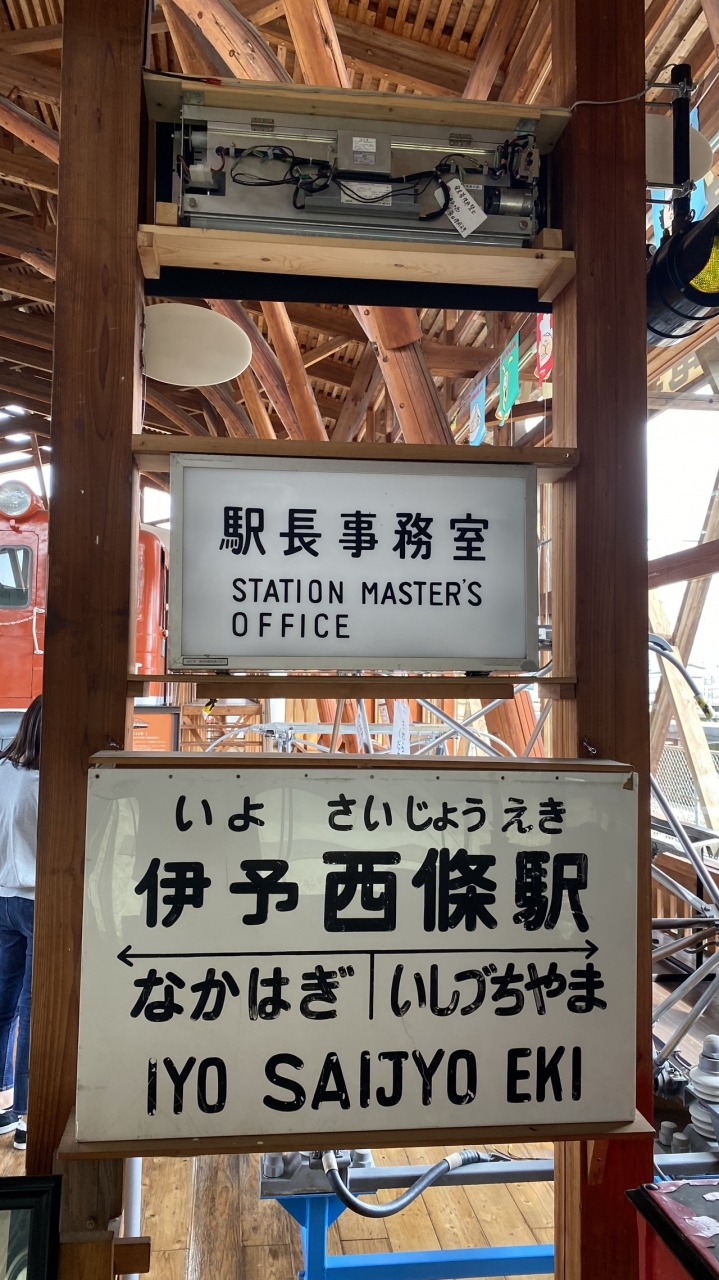 駅長事務室
STATION MASTER'S
OFFICE
いよ さいじょうえき
伊予西條駅
なかはぎ いしづちやま
IYO SAIJYO EKI